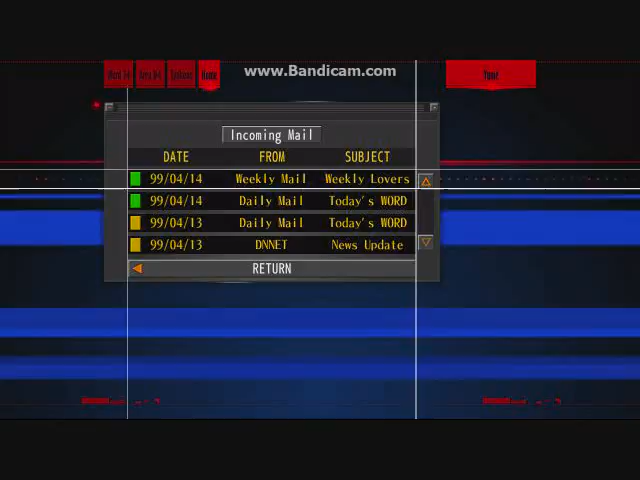 www.Bandicam.com
Incoming Mail
DATE FROM SUBJECT
99/04/14 Weekly Mail Weekly Lovers
99/04/14 Daily Mail Today's WORD
99/04/13 Daily Mail Today's WORD
99/04/13 DNNET News Update
RETURN